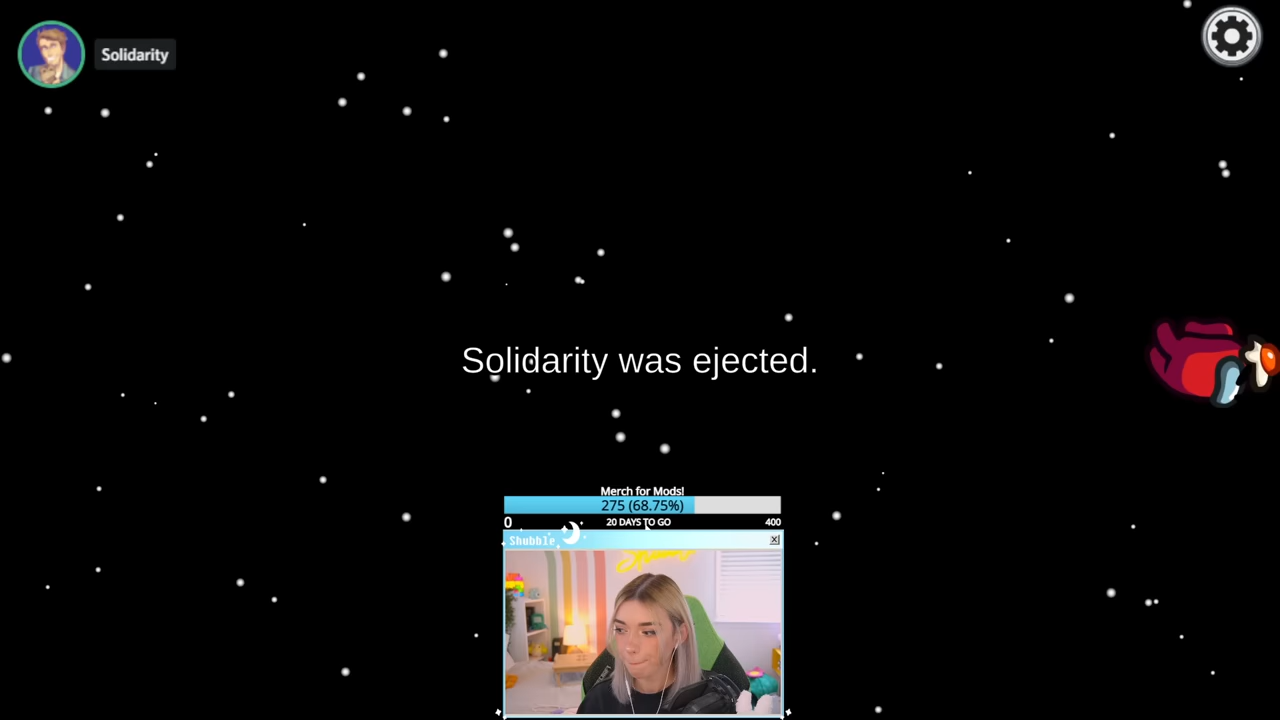 Solidarity
Solidarity was ejected.
Merch for Mods!
275 (68.75%)
0 20 DAYS TO GO 400
Shubble